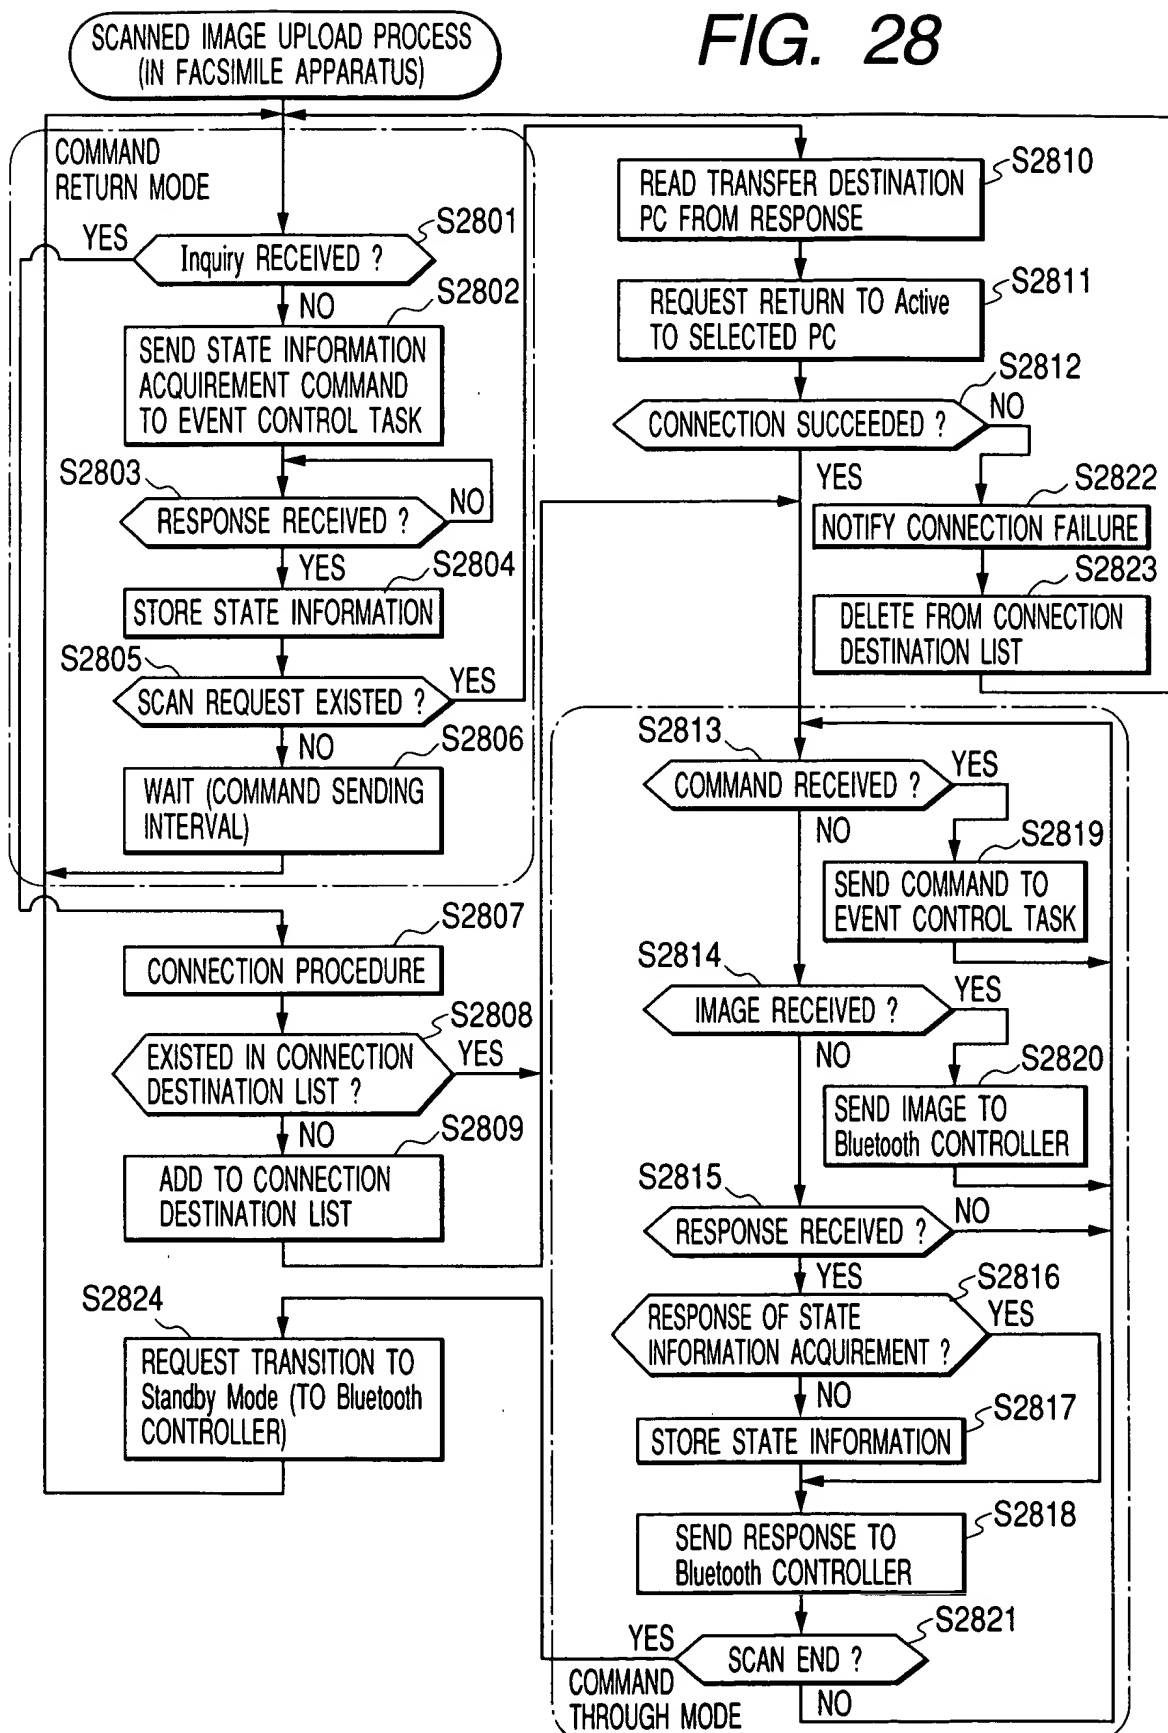 FIG. 28
SCANNED IMAGE UPLOAD PROCESS
(IN FACSIMILE APPARATUS)
COMMAND
RETURN MODE
S2801
YES
Inquiry RECEIVED ?
NO
S2802
SEND STATE INFORMATION
ACQUIREMENT COMMAND
TO EVENT CONTROL TASK
S2803
RESPONSE RECEIVED ?
NO
YES
S2804
STORE STATE INFORMATION
S2805
SCAN REQUEST EXISTED ?
YES
NO
S2806
WAIT (COMMAND SENDING
INTERVAL)
S2807
CONNECTION PROCEDURE
S2808
EXISTED IN CONNECTION
DESTINATION LIST ?
YES
NO
S2809
ADD TO CONNECTION
DESTINATION LIST
S2824
REQUEST TRANSITION TO
Standby Mode (TO Bluetooth
CONTROLLER)
S2810
READ TRANSFER DESTINATION
PC FROM RESPONSE
S2811
REQUEST RETURN TO Active
TO SELECTED PC
S2812
CONNECTION SUCCEEDED ?
NO
YES
S2822
NOTIFY CONNECTION FAILURE
S2823
DELETE FROM CONNECTION
DESTINATION LIST
S2813
COMMAND RECEIVED ?
YES
NO
S2819
SEND COMMAND TO
EVENT CONTROL TASK
S2814
IMAGE RECEIVED ?
YES
NO
S2820
SEND IMAGE TO
Bluetooth CONTROLLER
S2815
RESPONSE RECEIVED ?
NO
YES
S2816
RESPONSE OF STATE
INFORMATION ACQUIREMENT ?
YES
NO
S2817
STORE STATE INFORMATION
S2818
SEND RESPONSE TO
Bluetooth CONTROLLER
S2821
YES
SCAN END ?
NO
COMMAND
THROUGH MODE